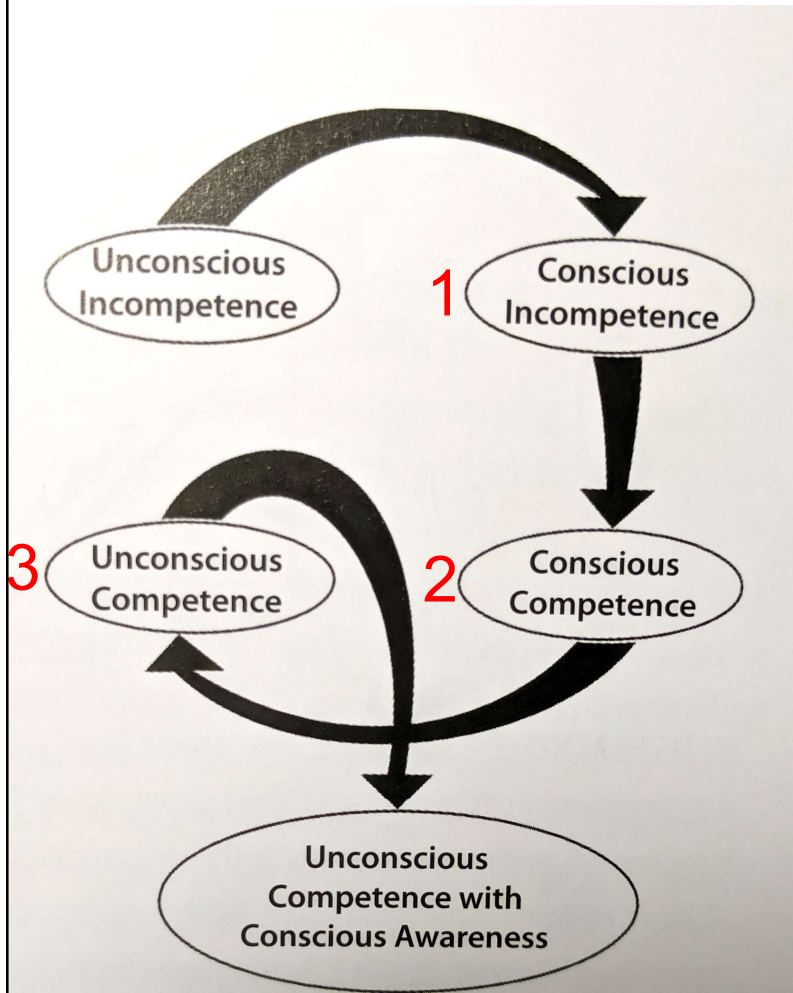 Unconscious
Incompetence
1
Conscious
Incompetence
3
Unconscious
Competence
2
Conscious
Competence
Unconscious
Competence with
Conscious Awareness